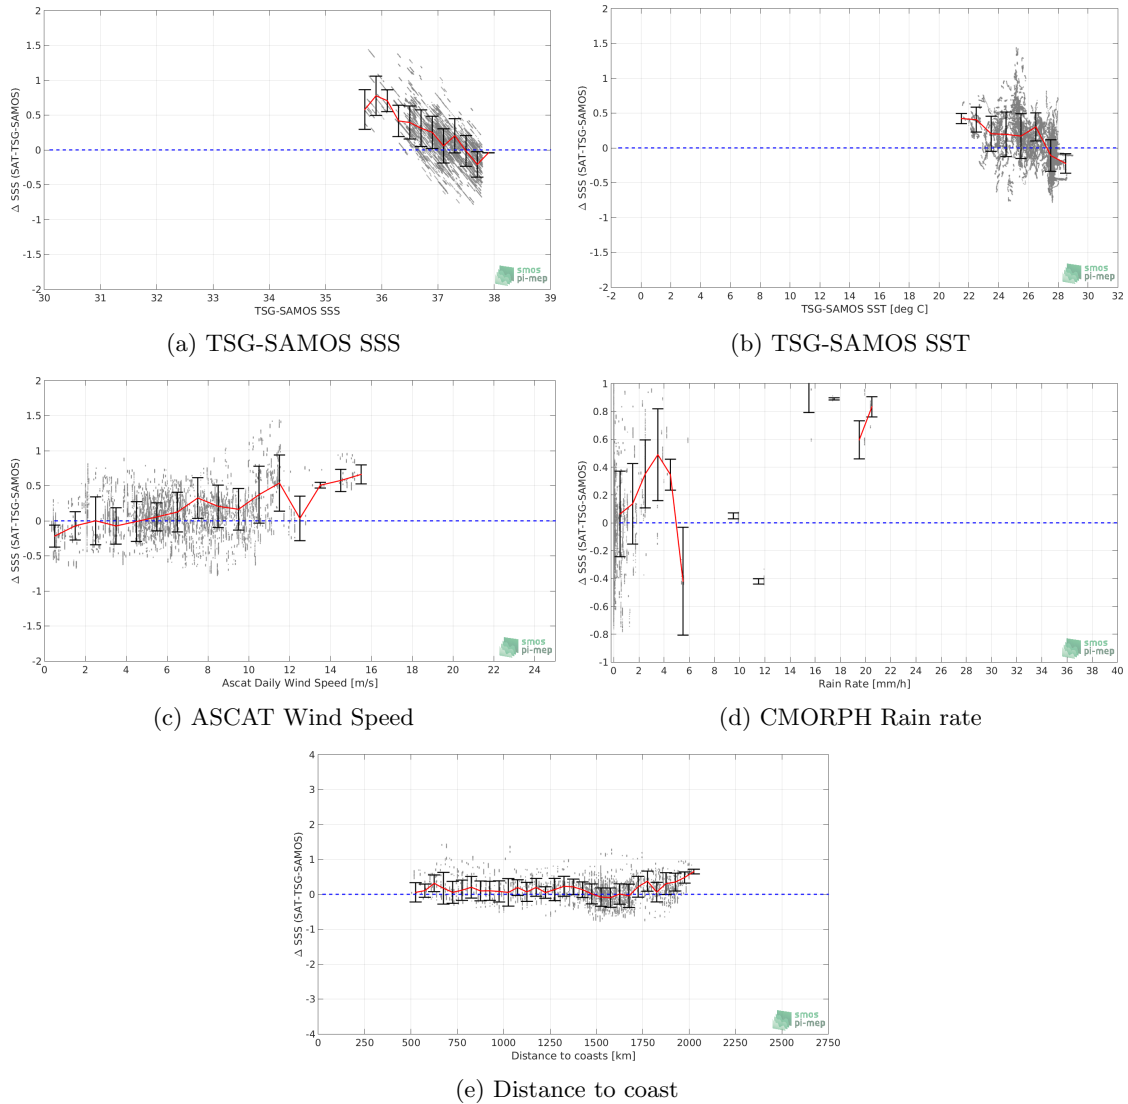 2
1.5
1
0.5
0
-0.5
-1
-1.5
-2
Δ SSS (SAT-TSG-SAMOS)
30 31 32 33 34 35 36 37 38 39
TSG-SAMOS SSS
smos
pi-mep
(a) TSG-SAMOS SSS
2
1.5
1
0.5
0
-0.5
-1
-1.5
-2
Δ SSS (SAT-TSG-SAMOS)
-2 0 2 4 6 8 10 12 14 16 18 20 22 24 26 28 30 32
TSG-SAMOS SST [deg C]
smos
pi-mep
(b) TSG-SAMOS SST
2
1.5
1
0.5
0
-0.5
-1
-1.5
-2
Δ SSS (SAT-TSG-SAMOS)
0 2 4 6 8 10 12 14 16 18 20 22 24
Ascat Daily Wind Speed [m/s]
smos
pi-mep
(c) ASCAT Wind Speed
1
0.8
0.6
0.4
0.2
0
-0.2
-0.4
-0.6
-0.8
-1
Δ SSS (SAT-TSG-SAMOS)
0 2 4 6 8 10 12 14 16 18 20 22 24 26 28 30 32 34 36 38 40
Rain Rate [mm/h]
smos
pi-mep
(d) CMORPH Rain rate
4
3
2
1
0
-1
-2
-3
-4
Δ SSS (SAT-TSG-SAMOS)
0 250 500 750 1000 1250 1500 1750 2000 2250 2500 2750
Distance to coasts [km]
smos
pi-mep
(e) Distance to coast